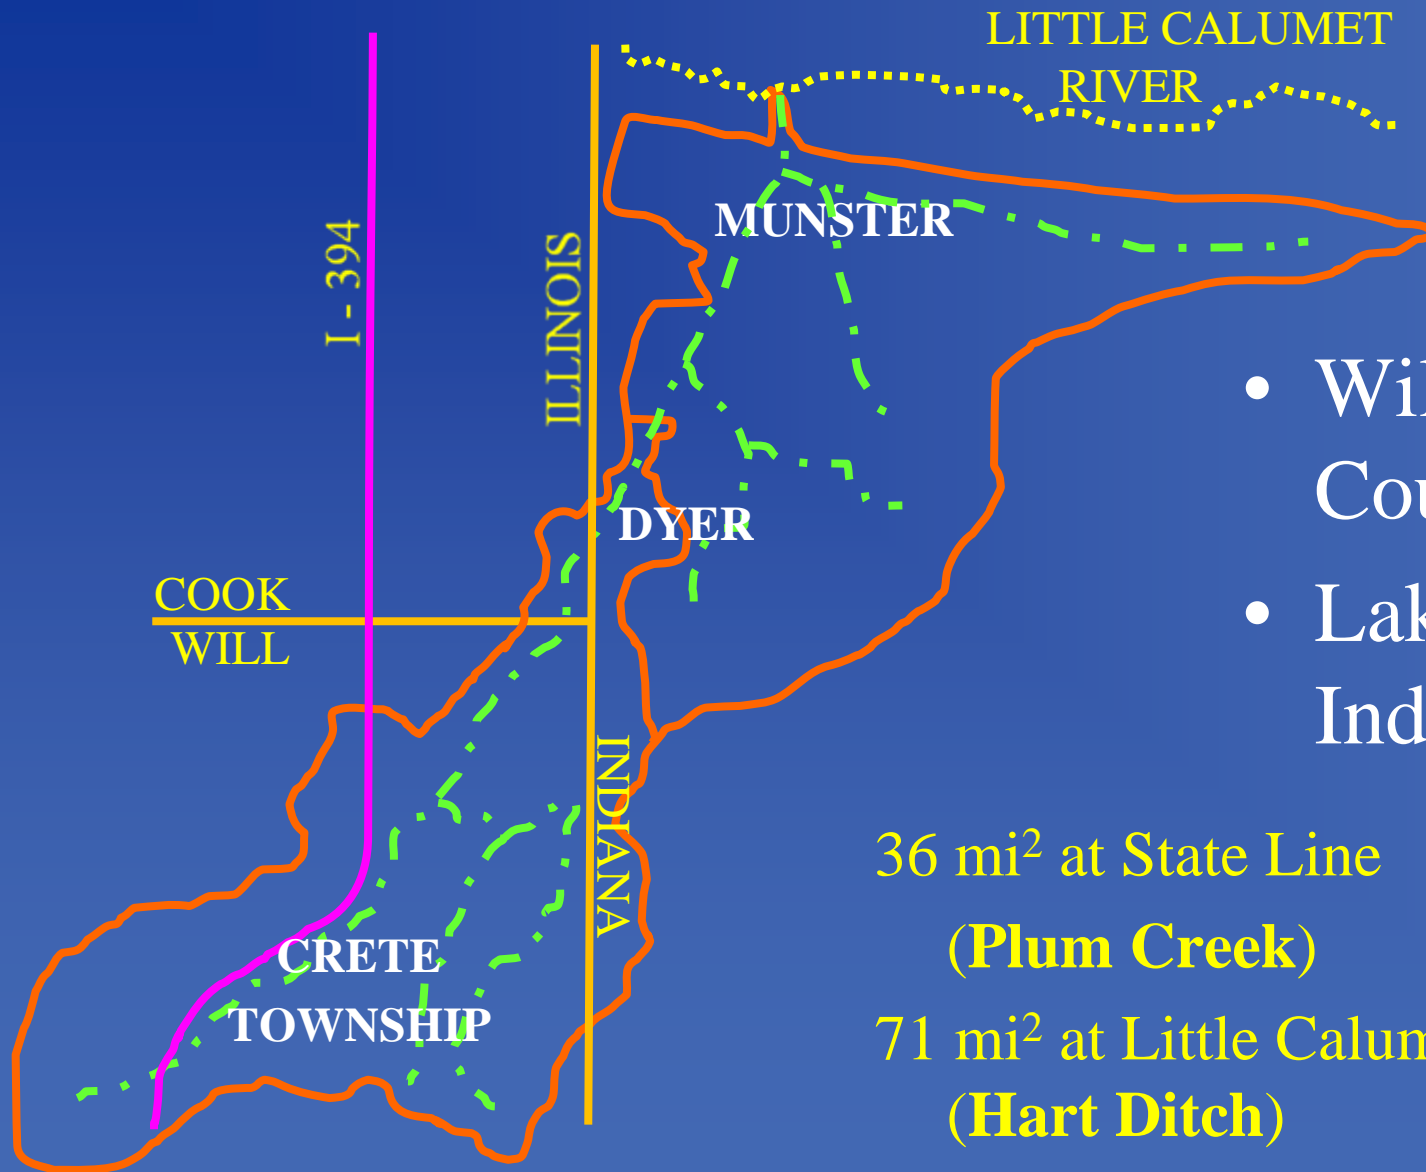 LITTLE CALUMET
RIVER
I - 394
ILLINOIS
MUNSTER
DYER
COOK
WILL
INDIANA
CRETE
TOWNSHIP
•
•
36 mi² at State Line
(Plum Creek)
71 mi² at Little
(Hart Ditch)